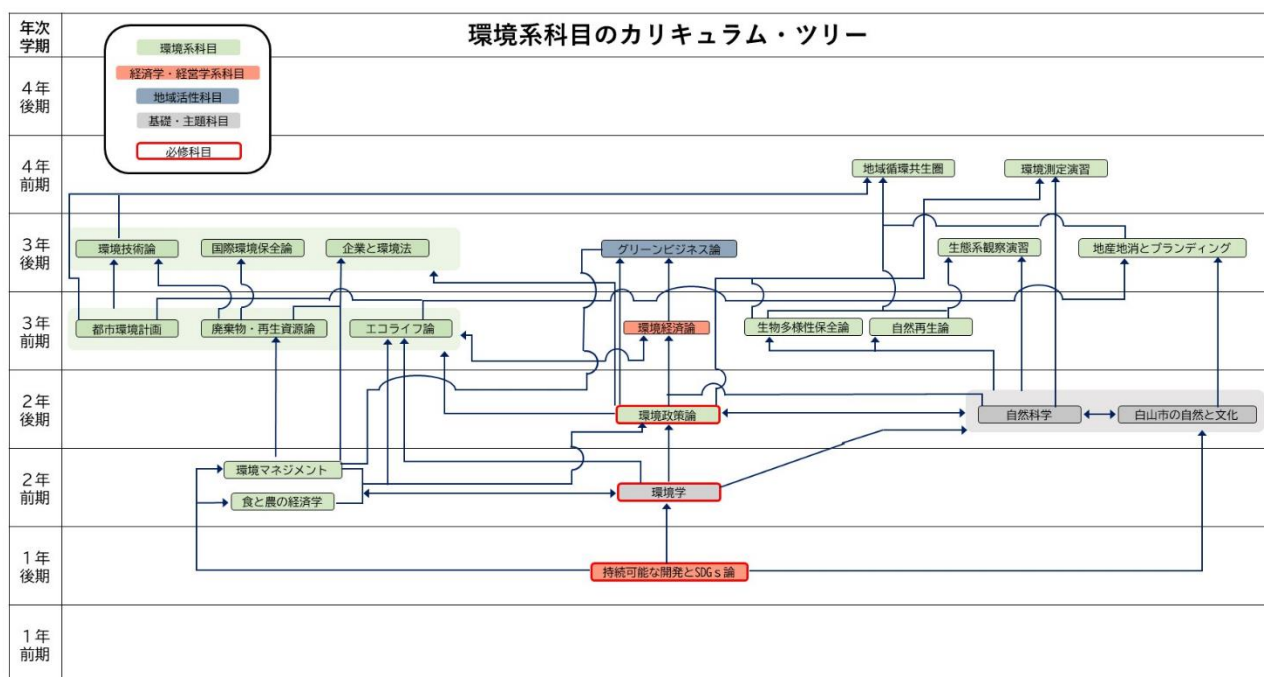 年次
学期
環境系科目のカリキュラム・ツリー
環境系科目
経済学・経営学系科目
地域活性科目
基礎・主題科目
必修科目
4年
後期
4年
前期
地域循環共生圏
環境測定演習
3年
後期
環境技術論
国際環境保全論
企業と環境法
グリーンビジネス論
生態系観察演習
地産地消とブランディング
3年
前期
都市環境計画
廃棄物・再生資源論
エコライフ論
環境経済論
生物多様性保全論
自然再生論
2年
後期
環境政策論
自然科学
白山市の自然と文化
2年
前期
環境マネジメント
食と農の経済学
環境学
1年
後期
持続可能な開発とSDGs論
1年
前期